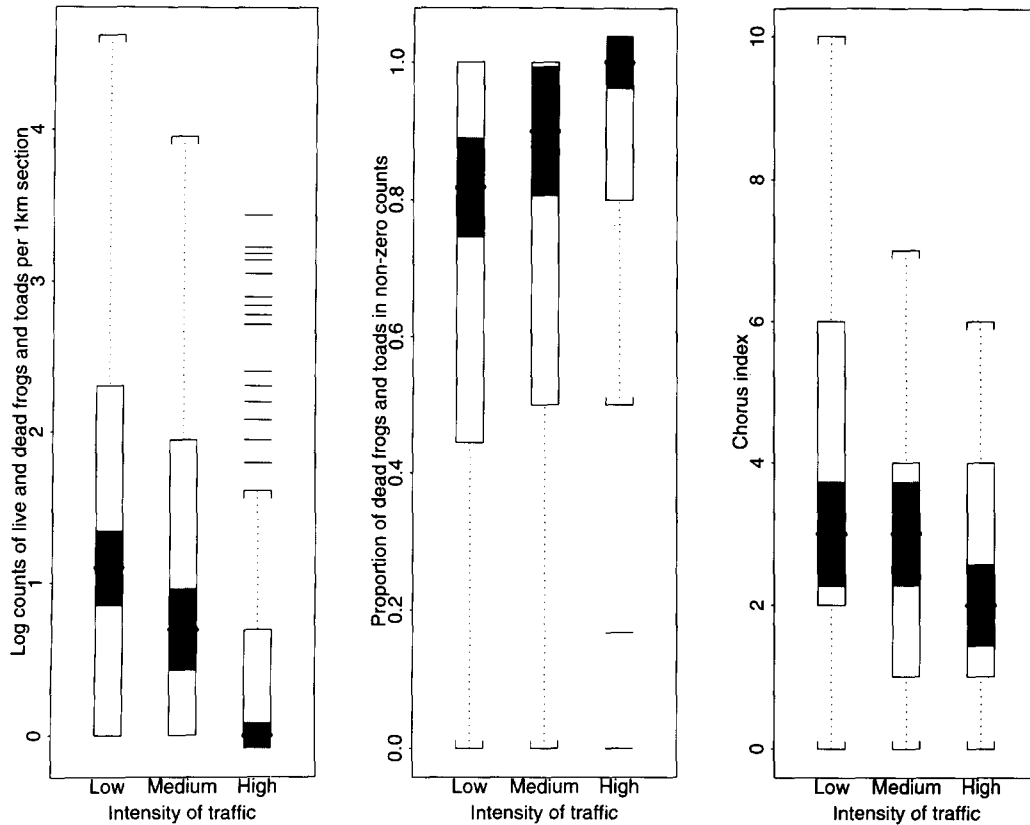 Log counts of live and dead frogs and toads per 1km section
4
3
2
1
0
Low Medium High
Intensity of traffic
Proportion of dead frogs and toads in non-zero counts
1.0
0.8
0.6
0.4
0.2
0.0
Low Medium High
Intensity of traffic
Chorus index
10
8
6
4
2
0
Low Medium High
Intensity of traffic